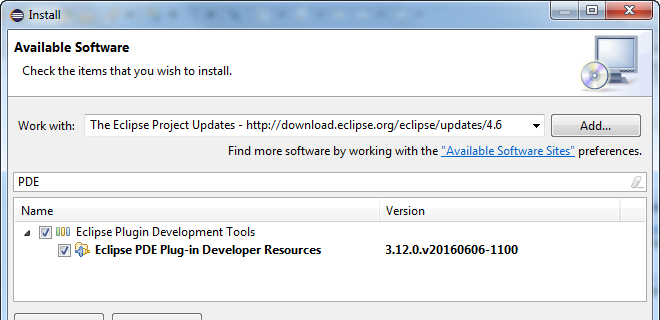 Install
Available Software
Check the items that you wish to install.
Work with: The Eclipse Project Updates - http://download.eclipse.org/eclipse/updates/4.6 Add...
Find more software by working with the "Available Software Sites" preferences.
PDE
Name Version
Eclipse Plugin Development Tools
Eclipse PDE Plug-in Developer Resources 3.12.0.v20160606-1100